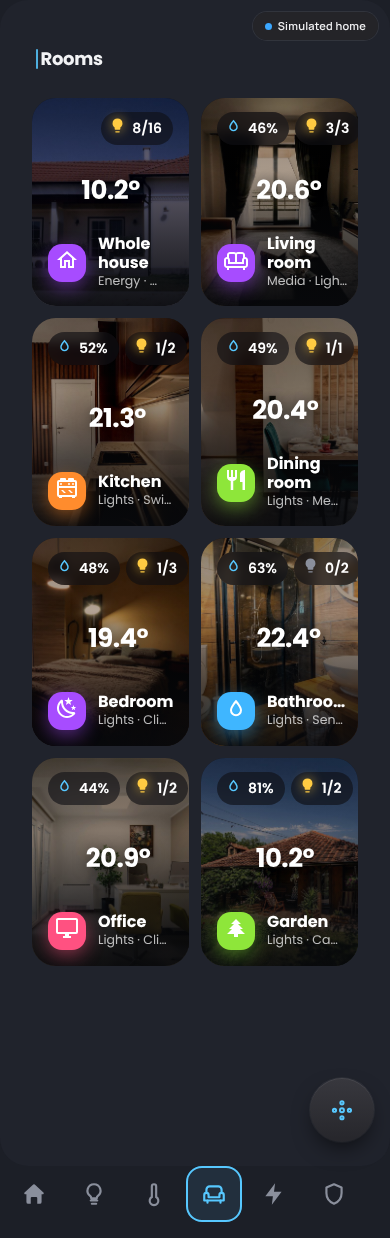 Simulated home
Rooms
8/16
10.2°
Whole
house
Energy · ...
46% 3/3
20.6°
Living
room
Media · Ligh...
52% 1/2
21.3°
Kitchen
Lights · Swi...
49% 1/1
20.4°
Dining
room
Lights · Me...
48% 1/3
19.4°
Bedroom
Lights · Cli...
63% 0/2
22.4°
Bathroo...
Lights · Sen...
44% 1/2
20.9°
Office
Lights · Cli...
81% 1/2
10.2°
Garden
Lights · Ca...